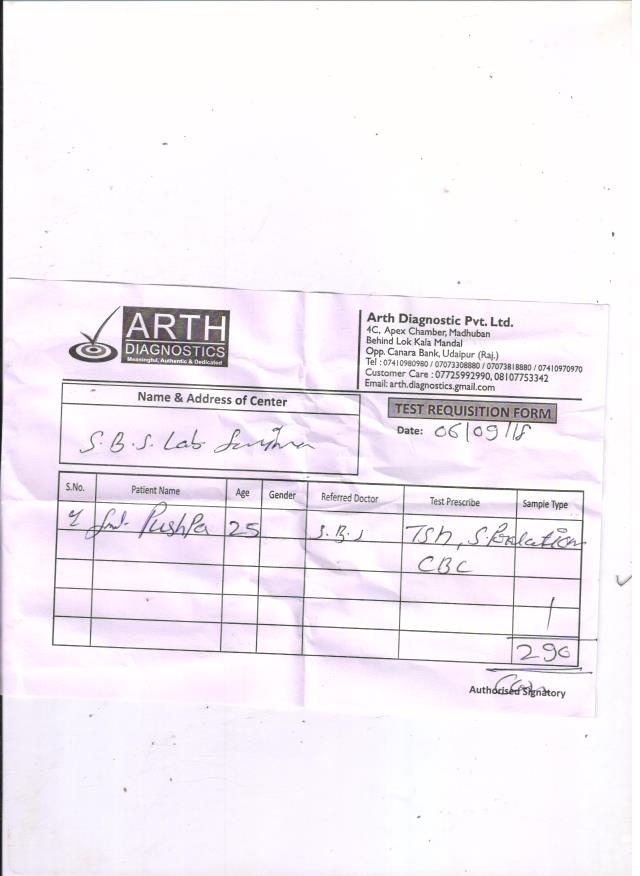 ARTH
DIAGNOSTICS
Meaningful, Authentic & Dedicated
Arth Diagnostic Pvt. Ltd.
4C, Apex Chamber, Madhuban
Behind Lok Kala Mandal
Opp. Canara Bank, Udaipur (Raj.)
Tel : 07410980980 / 07073308880 / 07073818880 / 07410970970
Customer Care : 07725992990, 08107753342
Email: arth.diagnostics.gmail.com
Name & Address of Center
S.B.S. Lab
TEST REQUISITION FORM
Date: 06/09/18
S.No. Patient Name Age Gender Referred Doctor Test Prescribe Sample Type
Smt. Pushpa 25 S.B.S TSH, S. Prolactin
CBC
290
Authorised Signatory